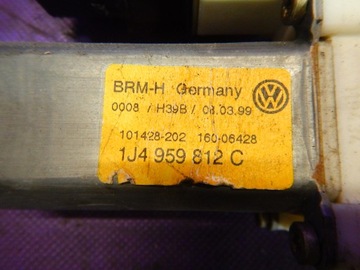 BRM-H Germany
0008 / H39B / 08.03.99
101428-202 160-06428
1J4 959 812 C